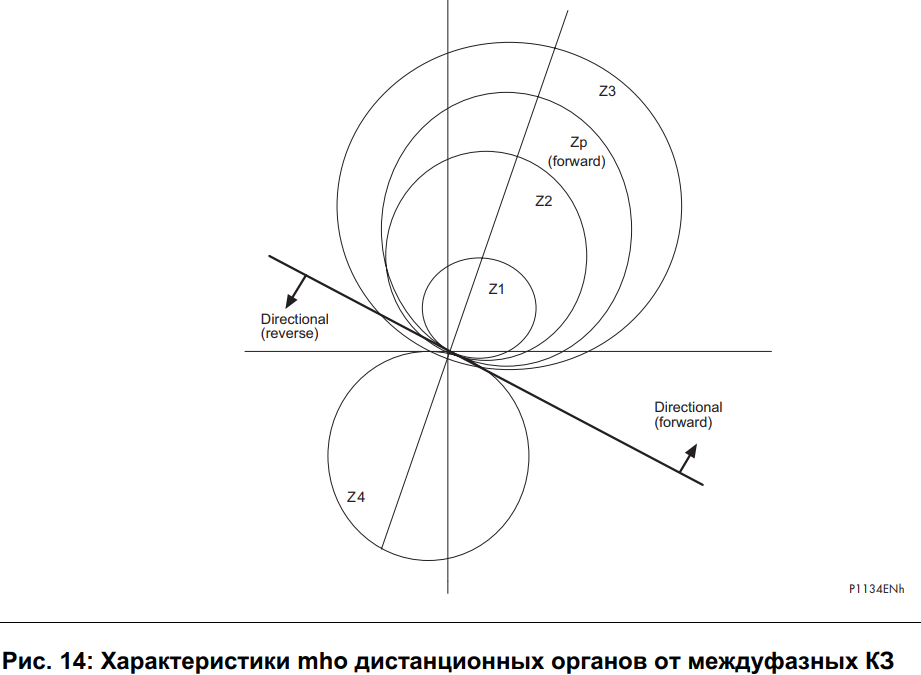 Z3
Zp
(forward)
Z2
Z1
Directional
(reverse)
Directional
(forward)
Z4
P1134ENh
Рис. 14: Характеристики mho дистанционных органов от междуфазных КЗ